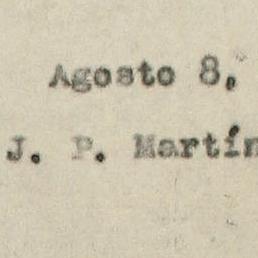 Agosto 8,
J. P. Martín